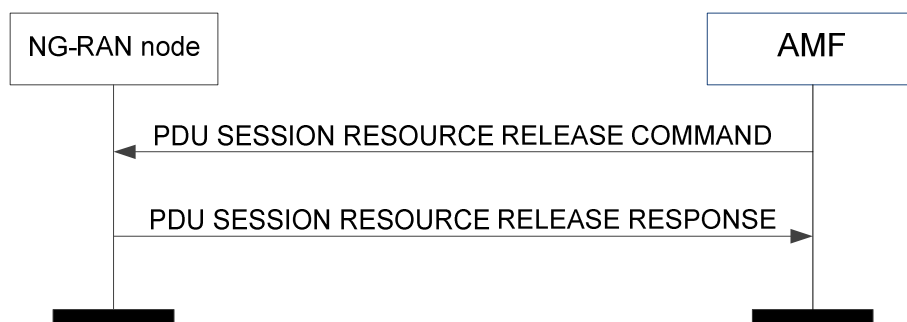 NG-RAN node
AMF
PDU SESSION RESOURCE RELEASE COMMAND
PDU SESSION RESOURCE RELEASE RESPONSE